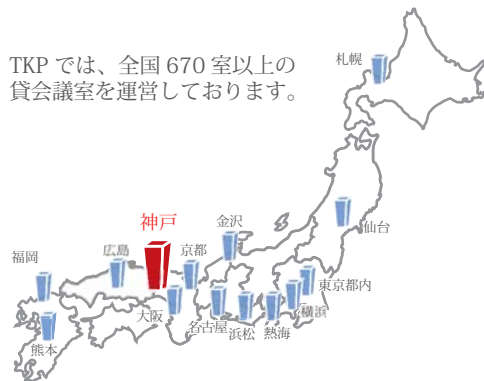 TKP では、全国 670 室以上の
貸会議室を運営しております。
札幌
仙台
神戸
金沢
広島
京都
福岡
東京都内
横浜
大阪
名古屋
浜松
熱海
熊本